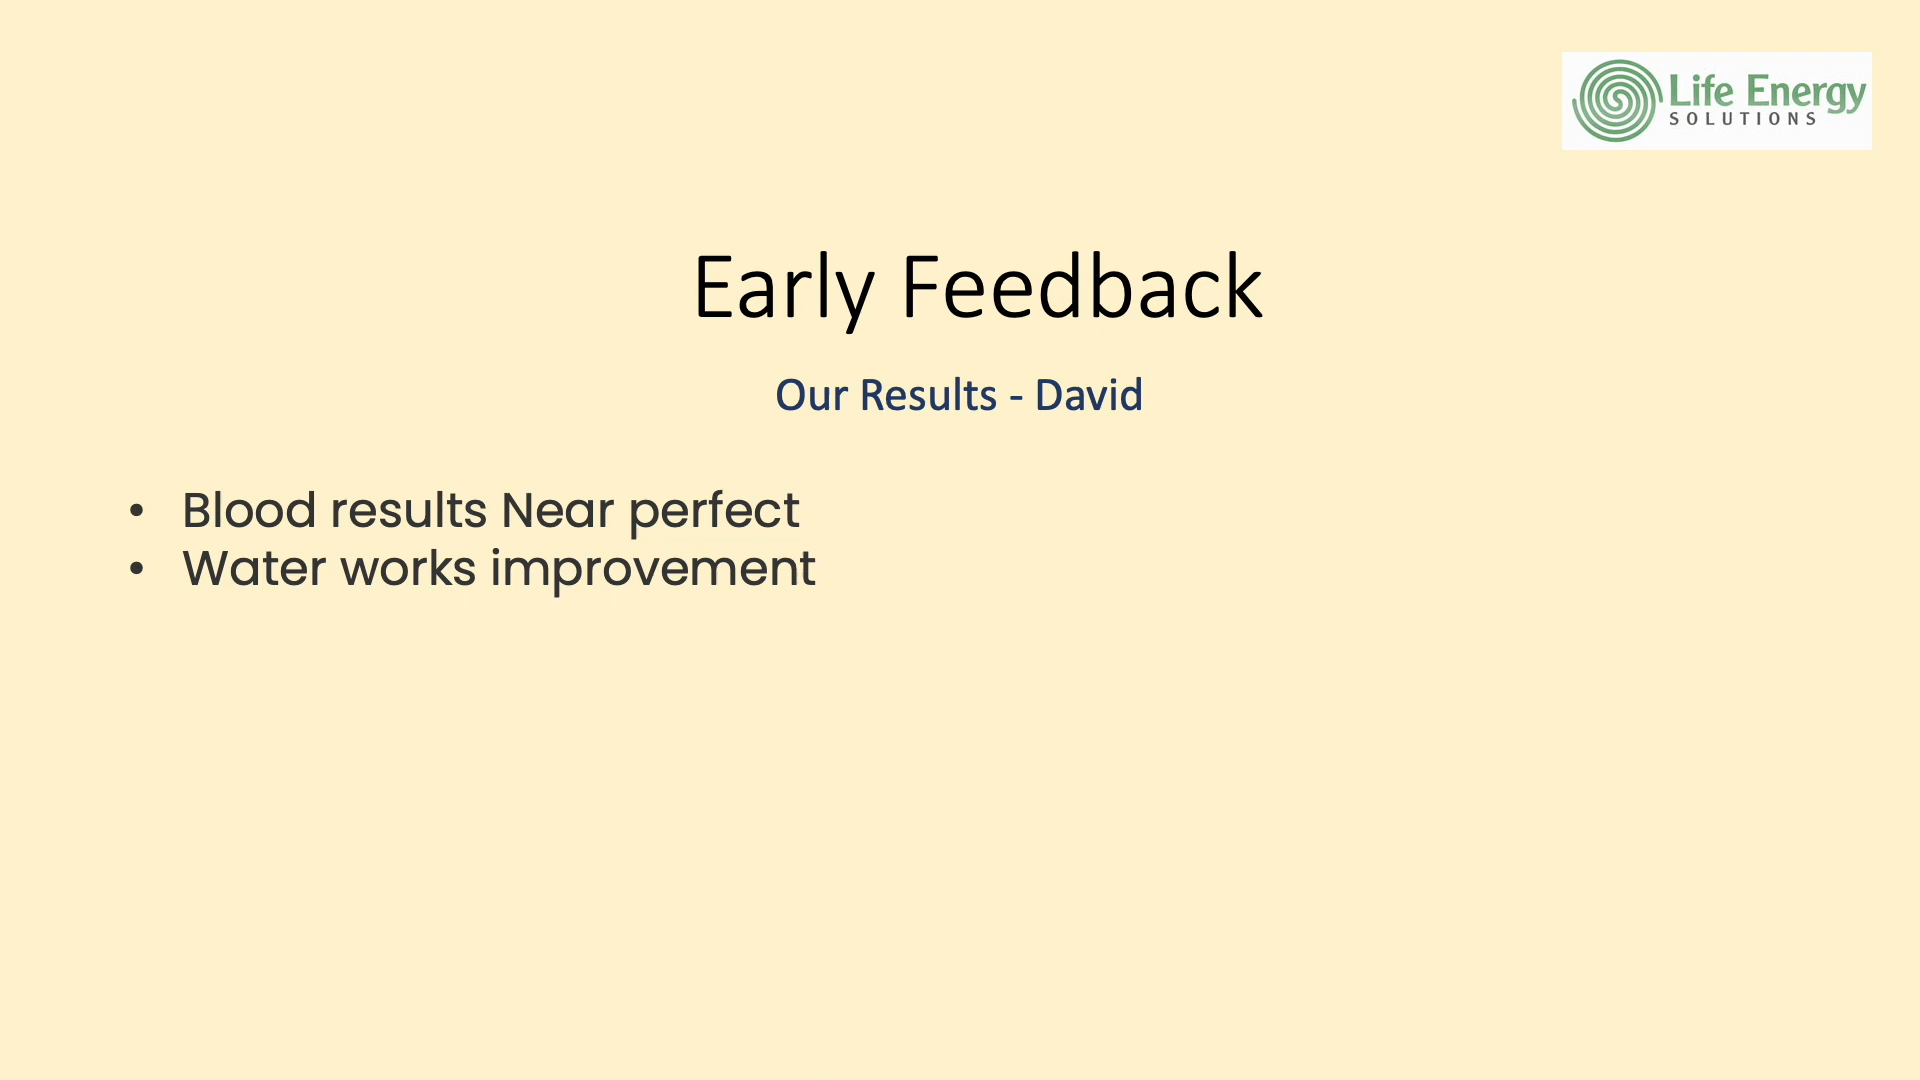 Life Energy
SOLUTIONS
Early Feedback
Our Results - David
• Blood results Near perfect
• Water works improvement